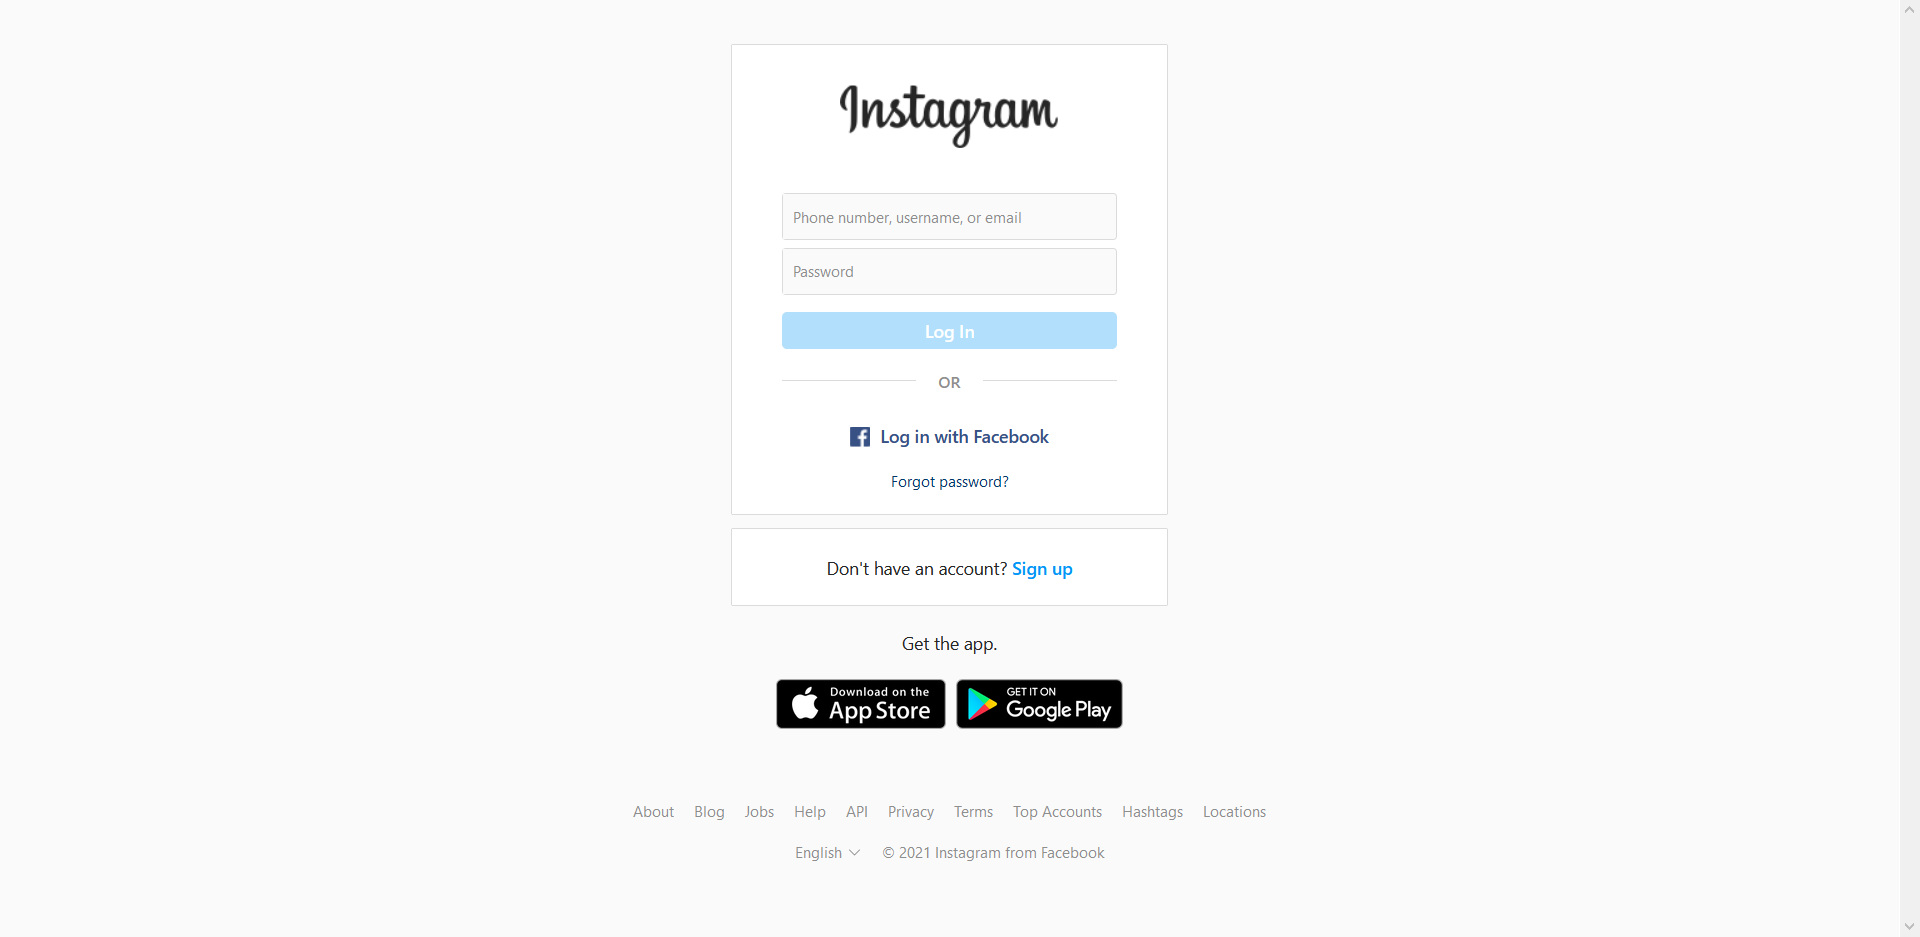 Instagram
Phone number, username, or email
Password
Log In
OR
Log in with Facebook
Forgot password?
Don't have an account? Sign up
Get the app.
Download on the
App Store
GET IT ON
Google Play
About Blog Jobs Help API Privacy Terms Top Accounts Hashtags Locations
English © 2021 Instagram from Facebook